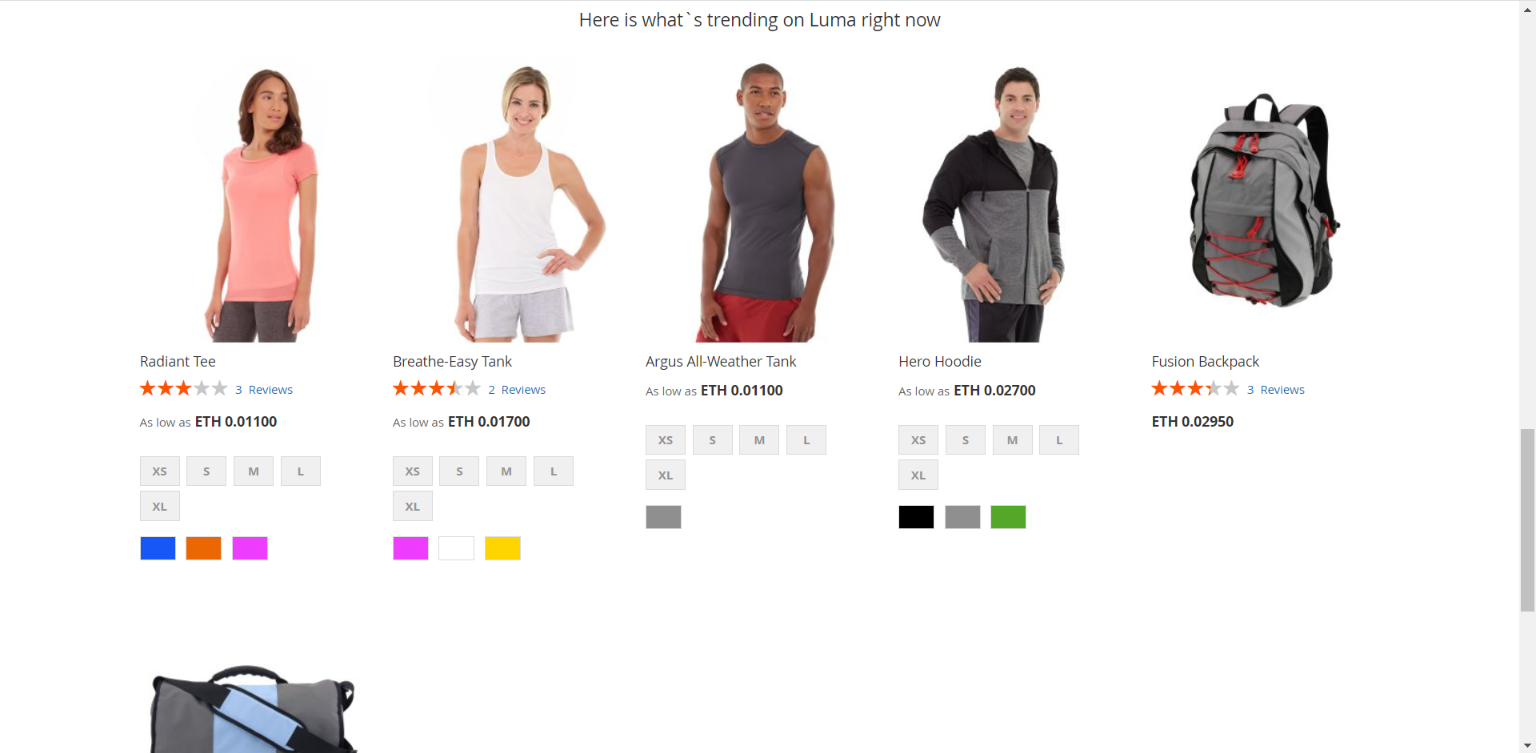 Here is what`s trending on Luma right now
Radiant Tee
3 Reviews
As low as ETH 0.01100
XS S M L
XL
Breathe-Easy Tank
2 Reviews
As low as ETH 0.01700
XS S M L
XL
Argus All-Weather Tank
As low as ETH 0.01100
XS S M L
XL
Hero Hoodie
As low as ETH 0.02700
XS S M L
XL
Fusion Backpack
3 Reviews
ETH 0.02950